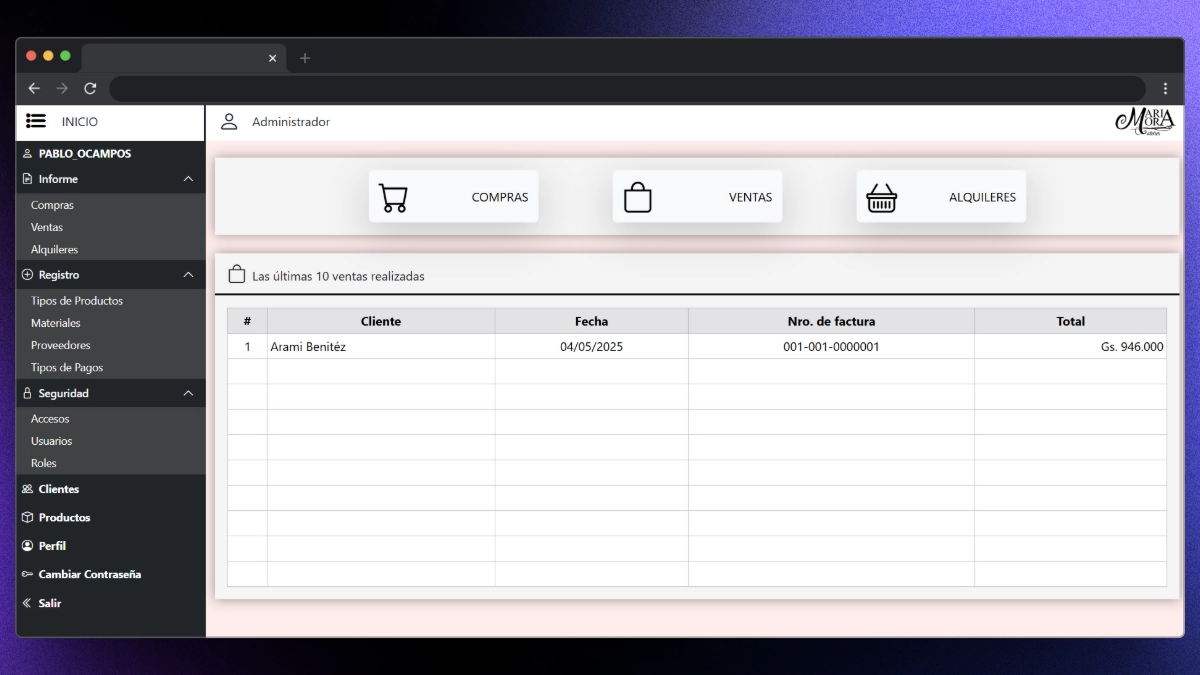 INICIO
Administrador
MARIA
MORA
PABLO_OCAMPOS
Informe
Compras
Ventas
Alquileres
Registro
Tipos de Productos
Materiales
Proveedores
Tipos de Pagos
Seguridad
Accesos
Usuarios
Roles
Clientes
Productos
Perfil
Cambiar Contraseña
Salir
COMPRAS VENTAS ALQUILERES
Las últimas 10 ventas realizadas
# Cliente Fecha Nro. de factura Total
1 Arami Benitéz 04/05/2025 001-001-0000001 Gs. 946.000